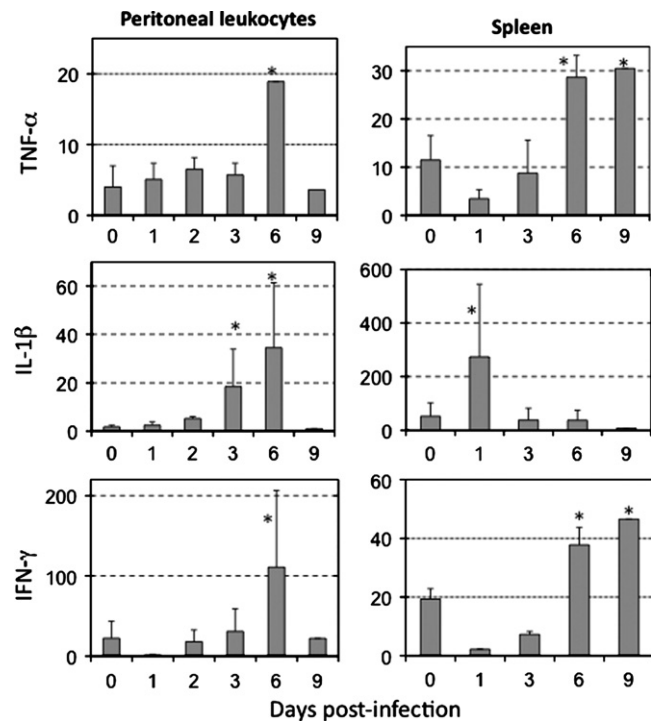 Peritoneal leukocytes
Spleen
TNF-α
20
10
0
*
0 1 2 3 6 9
30
20
10
0
* *
0 1 3 6 9
IL-1β
60
40
20
0
* *
0 1 2 3 6 9
600
400
200
0
*
0 1 3 6 9
IFN-γ
200
100
0
*
0 1 2 3 6 9
60
40
20
0
* *
0 1 3 6 9
Days post-infection